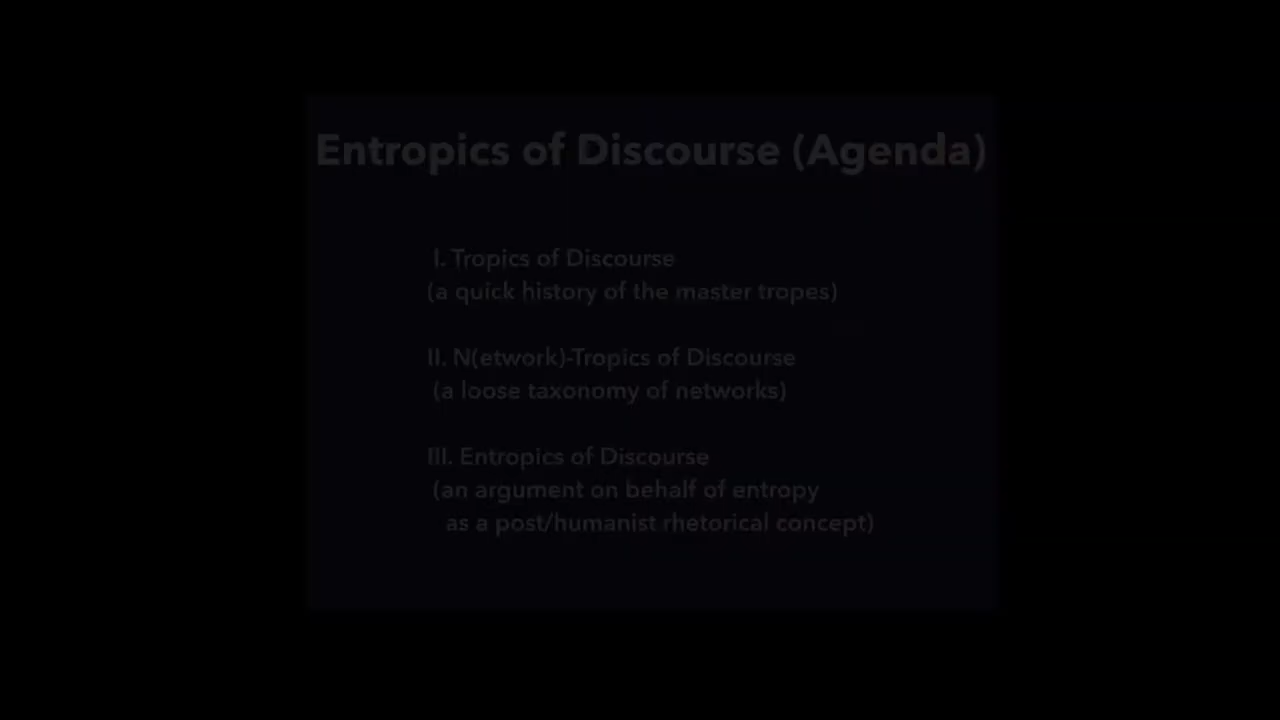 Entropics of Discourse (Agenda)
I. Tropics of Discourse
(a quick history of the master tropes)
II. N(etwork)-Tropics of Discourse
(a loose taxonomy of networks)
III. Entropics of Discourse
(an argument on behalf of entropy
as a post/humanist rhetorical concept)